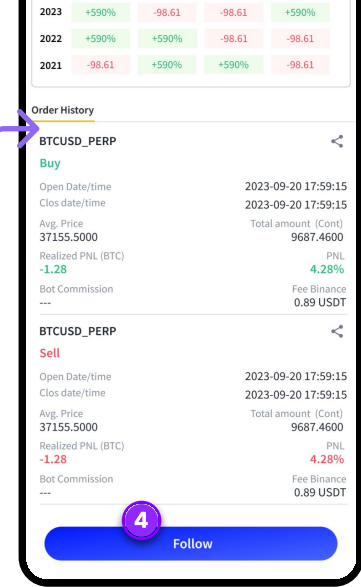 2023 +590% -98.61 -98.61 +590%
2022 +590% +590% -98.61 -98.61
2021 -98.61 +590% +590% -98.61
Order History
BTCUSD_PERP
Buy
Open Date/time 2023-09-20 17:59:15
Clos date/time 2023-09-20 17:59:15
Avg. Price Total amount (Cont)
37155.5000 9687.4600
Realized PNL (BTC) PNL
-1.28 4.28%
Bot Commission Fee Binance
--- 0.89 USDT
BTCUSD_PERP
Sell
Open Date/time 2023-09-20 17:59:15
Clos date/time 2023-09-20 17:59:15
Avg. Price Total amount (Cont)
37155.5000 9687.4600
Realized PNL (BTC) PNL
-1.28 4.28%
Bot Commission Fee Binance
--- 0.89 USDT
4
Follow